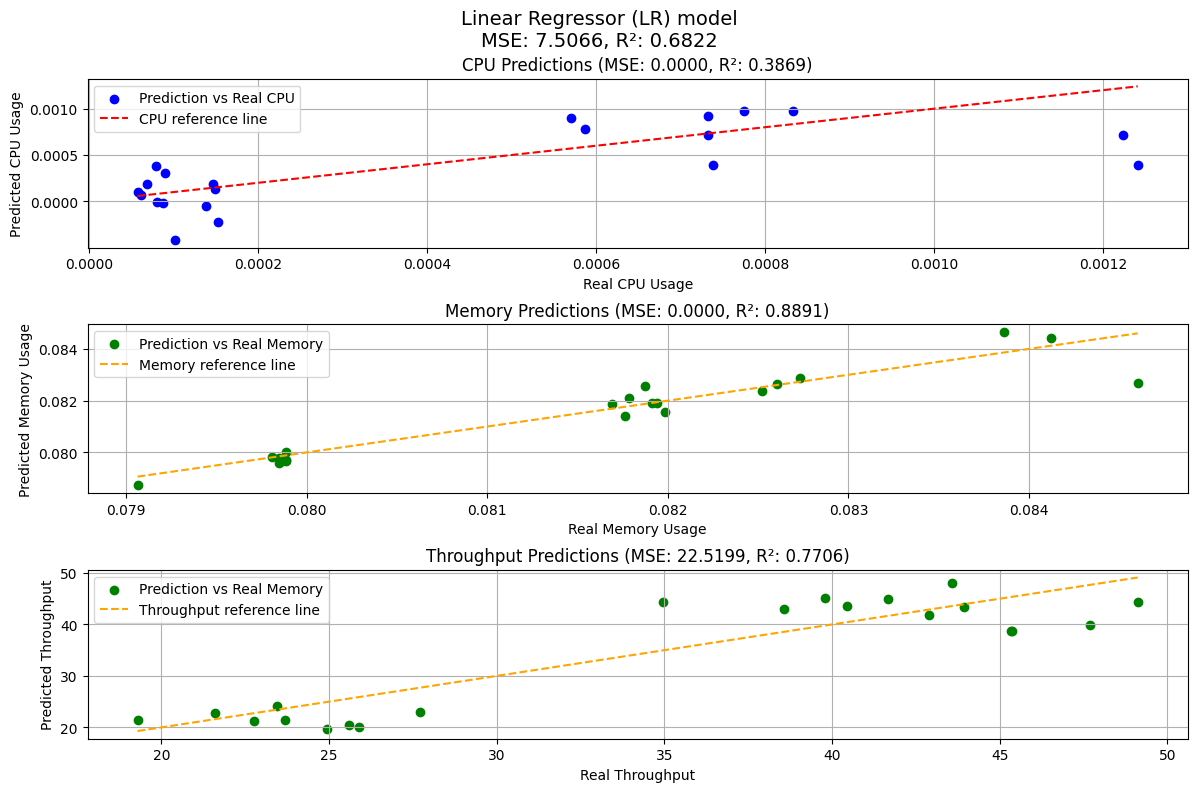 Linear Regressor (LR) model
MSE: 7.5066, R²: 0.6822
CPU Predictions (MSE: 0.0000, R²: 0.3869)
Prediction vs Real CPU
CPU reference line
Predicted CPU Usage
0.0010
0.0005
0.0000
0.0000 0.0002 0.0004 0.0006 0.0008 0.0010 0.0012
Real CPU Usage
Memory Predictions (MSE: 0.0000, R²: 0.8891)
Prediction vs Real Memory
Memory reference line
Predicted Memory Usage
0.084
0.082
0.080
0.079 0.080 0.081 0.082 0.083 0.084
Real Memory Usage
Throughput Predictions (MSE: 22.5199, R²: 0.7706)
Prediction vs Real Memory
Throughput reference line
Predicted Throughput
50
40
30
20
20 25 30 35 40 45 50
Real Throughput